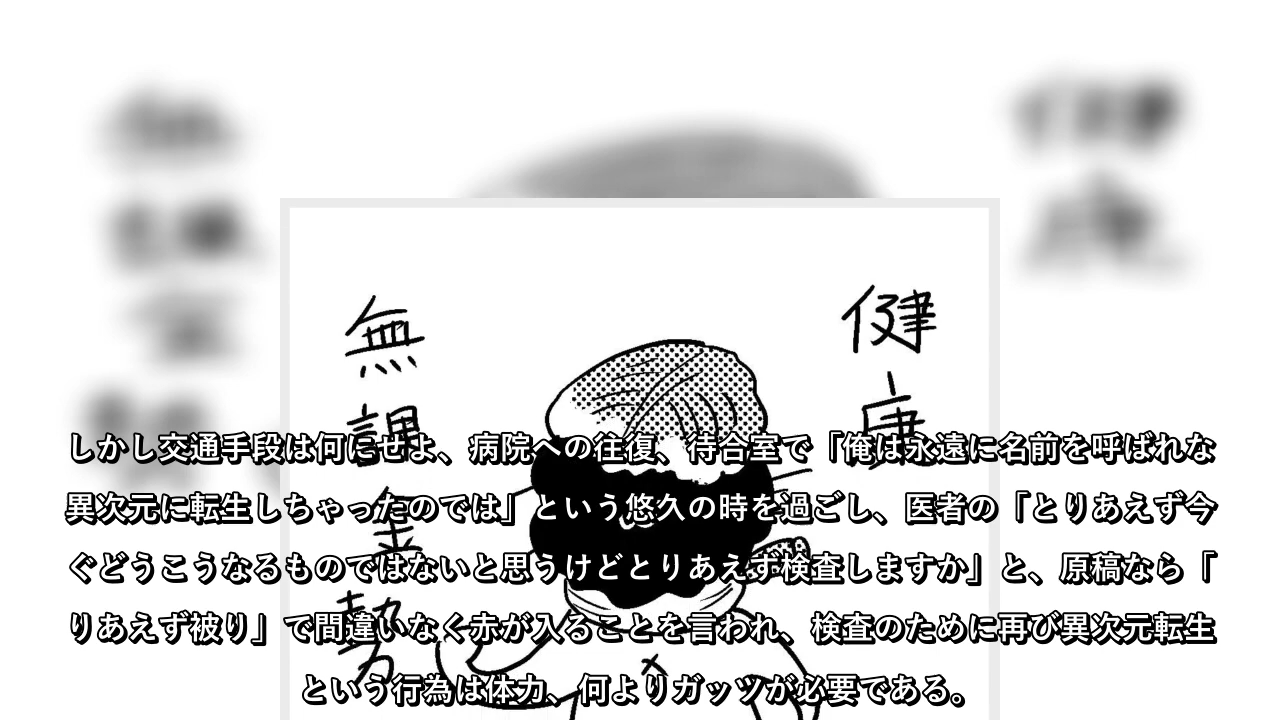 健康
無課金勢
しかし交通手段は何にせよ、病院への往復、待合室で「俺は永遠に名前を呼ばれな
異次元に転生しちゃったのでは」という悠久の時を過ごし、医者の「とりあえず今
ぐどうこうなるものではないと思うけどとりあえず検査しますか」と、原稿なら「
りあえず被り」で間違いなく赤が入ることを言われ、検査のために再び異次元転生
という行為は体力、何よりガッツが必要である。